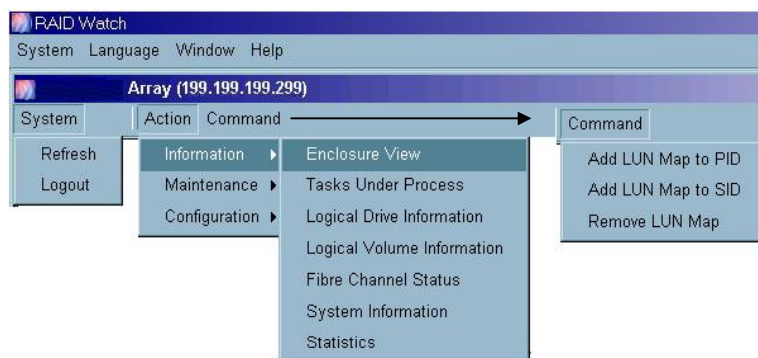 RAID Watch
System Language Window Help
Array (199.199.199.299)
System Action Command Command
Refresh
Logout
Information
Maintenance
Configuration
Enclosure View
Tasks Under Process
Logical Drive Information
Logical Volume Information
Fibre Channel Status
System Information
Statistics
Add LUN Map to PID
Add LUN Map to SID
Remove LUN Map